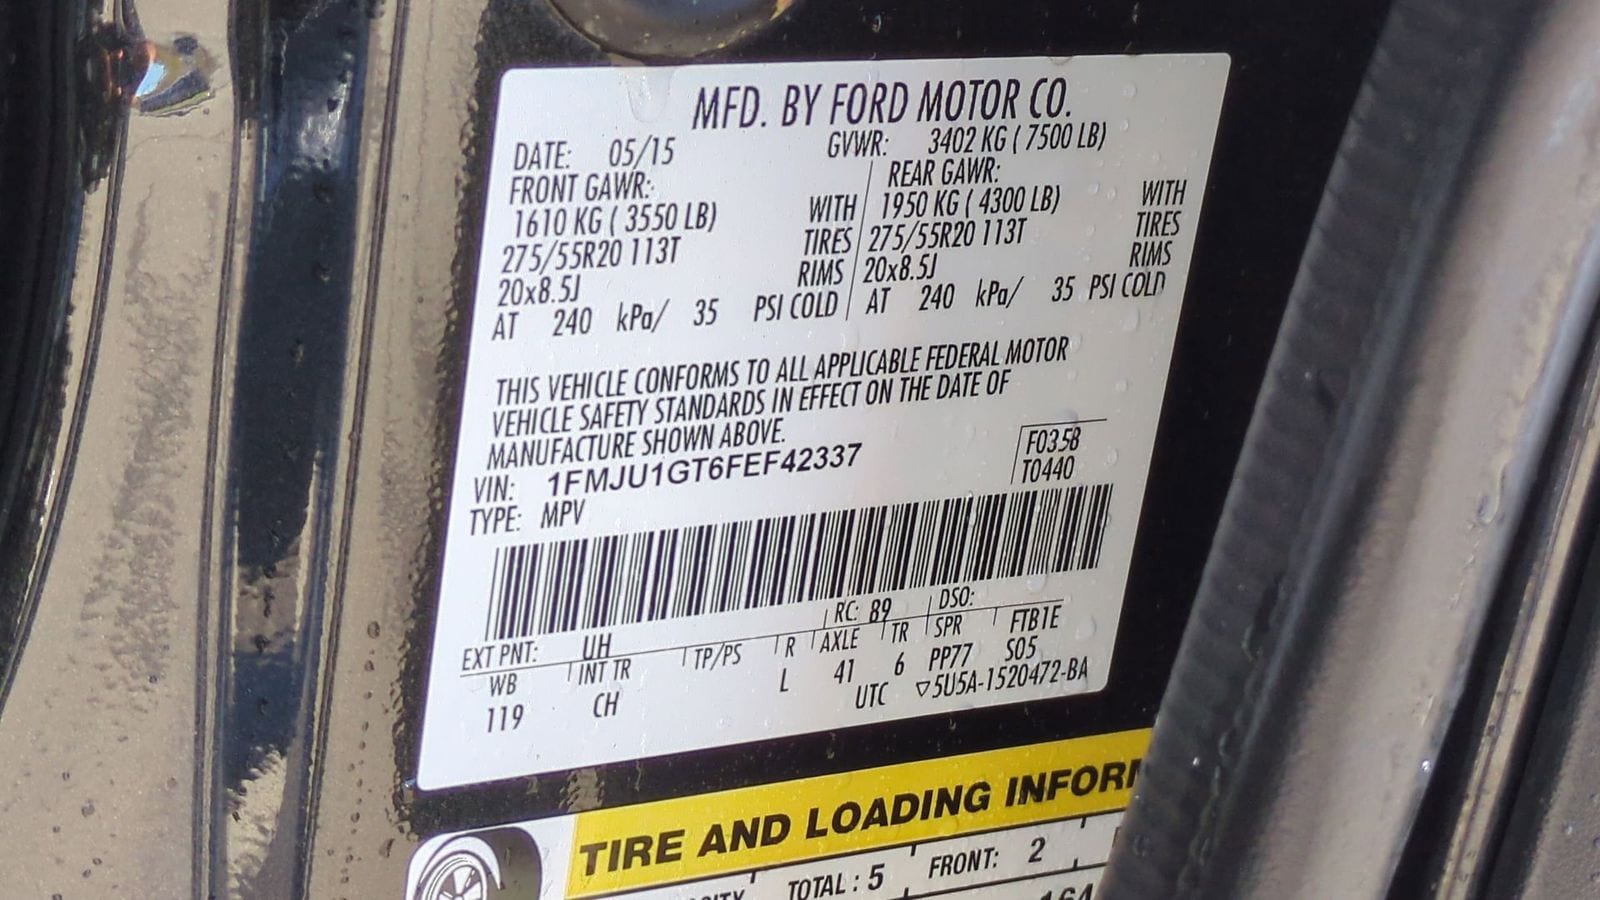 MFD. BY FORD MOTOR CO.
DATE: 05/15 GVWR: 3402 KG ( 7500 LB)
FRONT GAWR: REAR GAWR:
1610 KG ( 3550 LB) WITH 1950 KG ( 4300 LB) WITH
275/55R20 113T TIRES 275/55R20 113T TIRES
20x8.5J RIMS 20x8.5J RIMS
AT 240 kPa/ 35 PSI COLD AT 240 kPa/ 35 PSI COLD
THIS VEHICLE CONFORMS TO ALL APPLICABLE FEDERAL MOTOR
VEHICLE SAFETY STANDARDS IN EFFECT ON THE DATE OF
MANUFACTURE SHOWN ABOVE.
F0358
VIN: 1FMJU1GT6FEF42337
T0440
TYPE: MPV
EXT PNT: UH RC: 89 DSO:
WB INT TR TP/PS R AXLE TR SPR FTB1E
119 CH L 41 6 PP77 S05
UTC ▽5U5A-1520472-BA
TIRE AND LOADING INFORM
TOTAL : 5 FRONT: 2